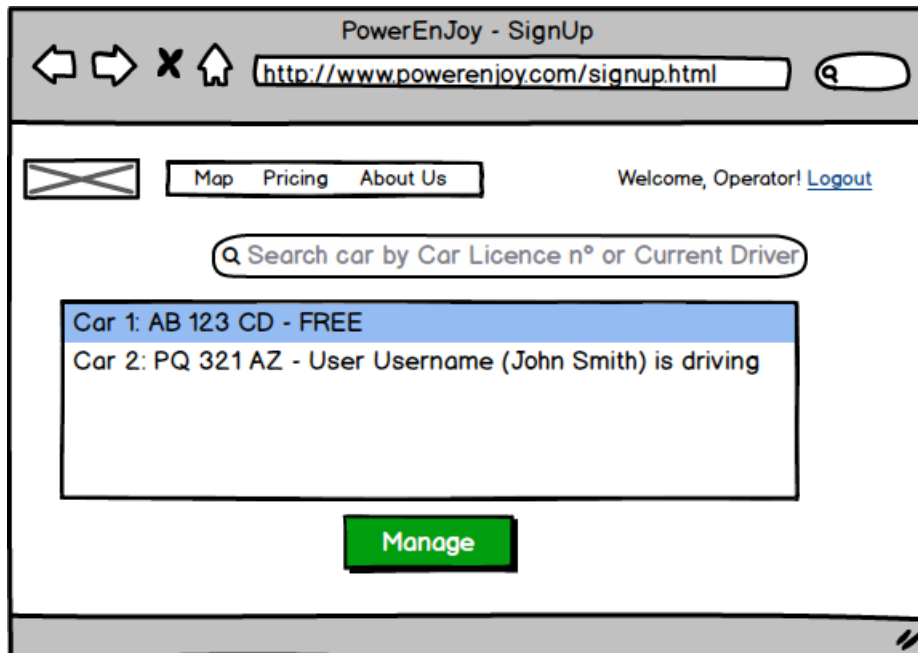 PowerEnJoy - SignUp
http://www.powerenjoy.com/signup.html
Map Pricing About Us
Welcome, Operator! Logout
Search car by Car Licence n° or Current Driver
Car 1: AB 123 CD - FREE
Car 2: PQ 321 AZ - User Username (John Smith) is driving
Manage